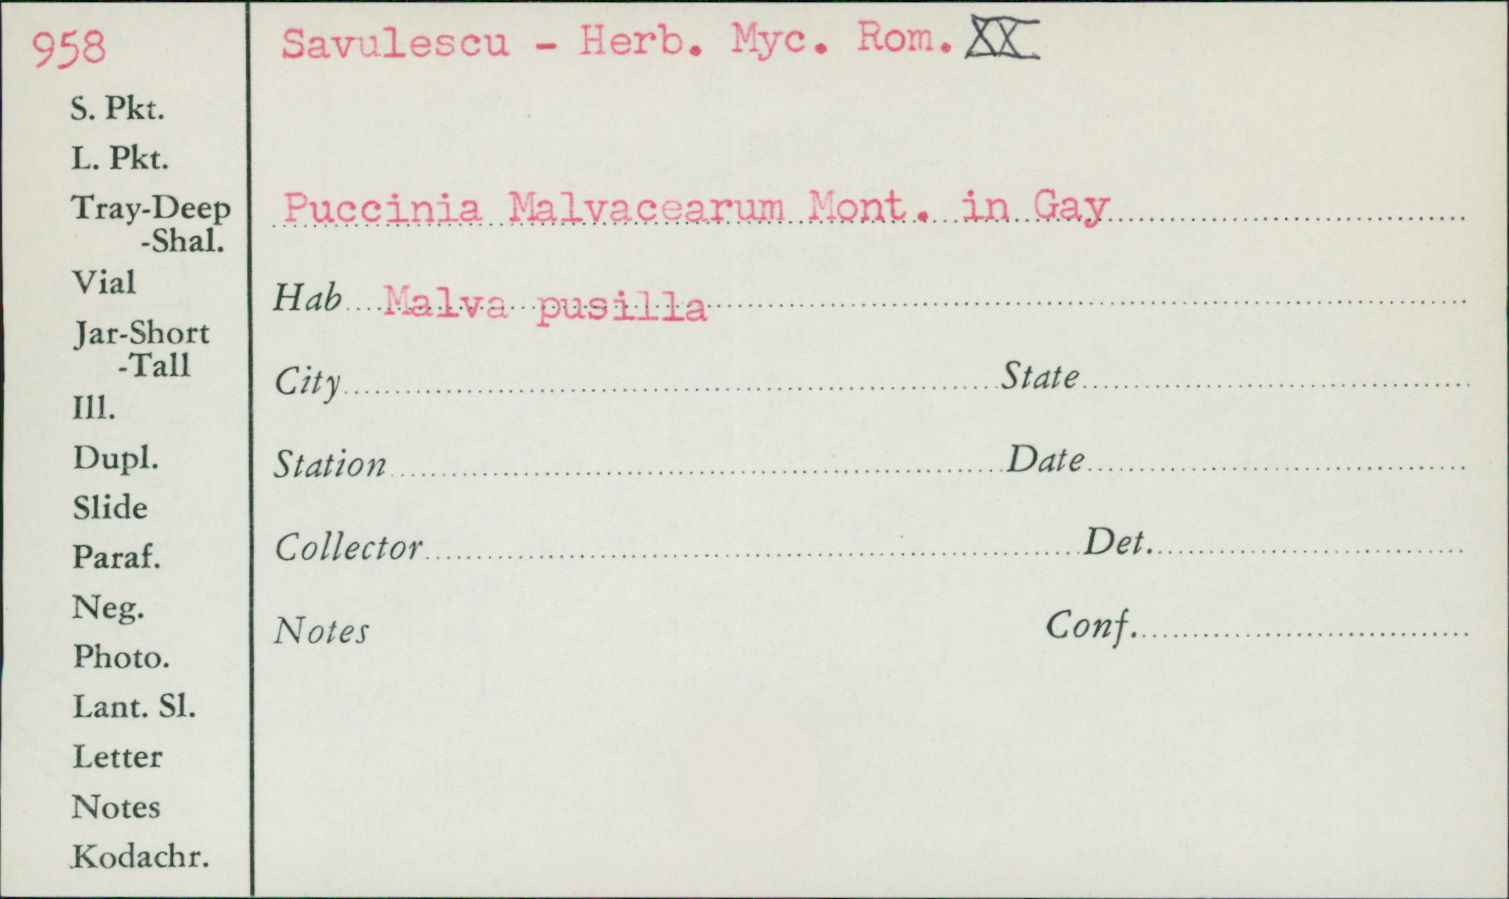 958
Savulescu - Herb. Myc. Rom. XX
S. Pkt.
L. Pkt.
Tray-Deep
-Shal.
Vial
Jar-Short
-Tall
Ill.
Dupl.
Slide
Paraf.
Neg.
Photo.
Lant. Sl.
Letter
Notes
Kodachr.
Puccinia Malvacearum Mont. in Gay
Hab Malva pusilla
City State
Station Date
Collector Det.
Notes Conf.